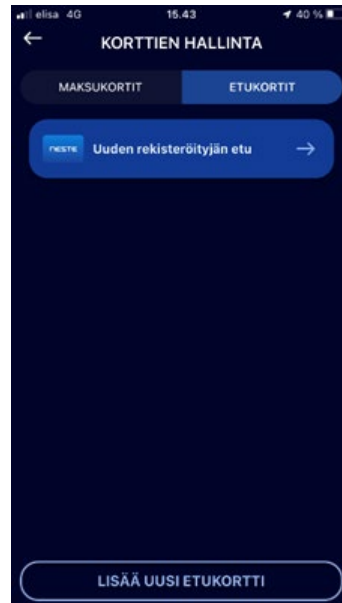 elisa 4G 15.43 40 %
KORTTIEN HALLINTA
MAKSUKORTIT ETUKORTIT
NESTE Uuden rekisteröityjän etu
LISÄÄ UUSI ETUKORTTI